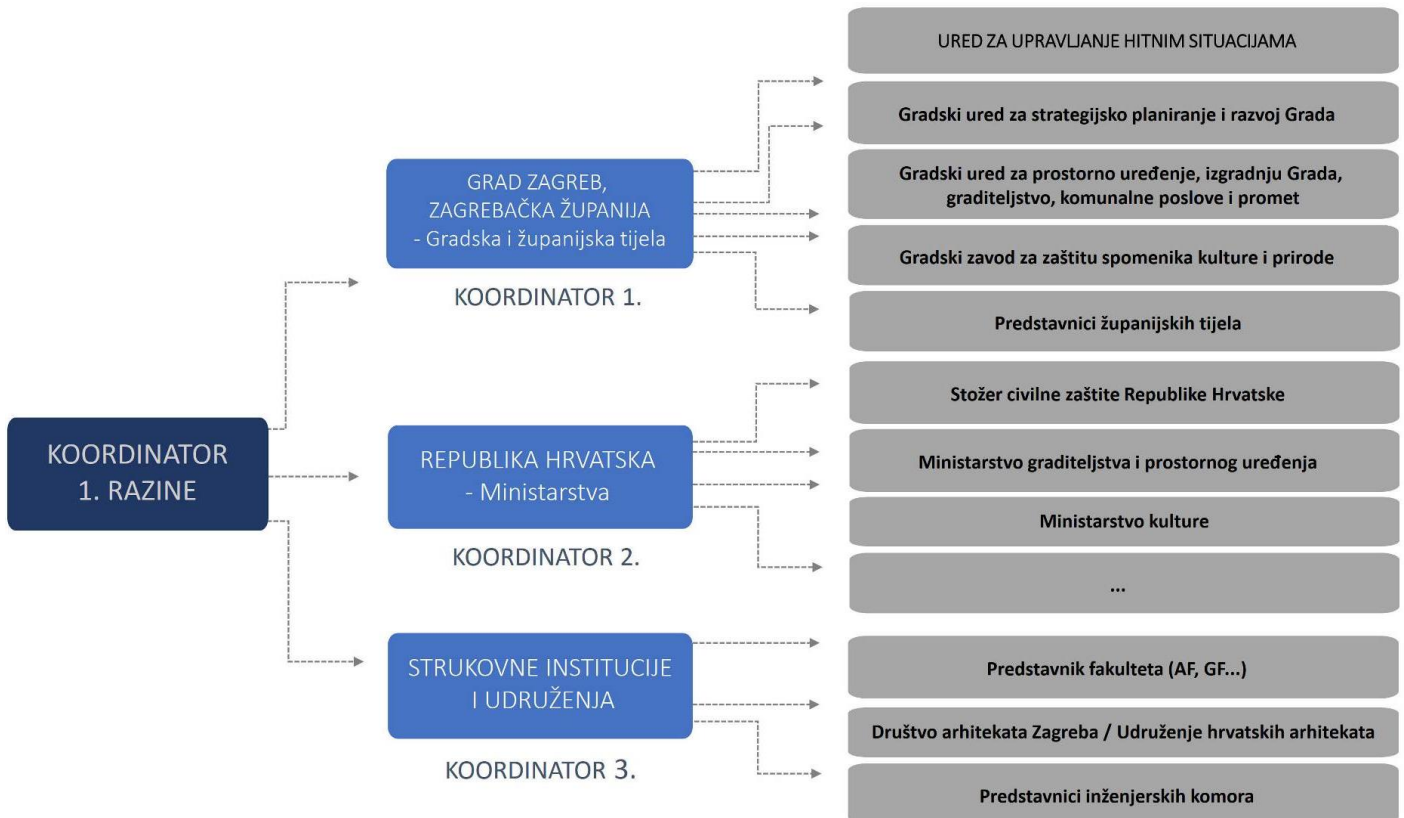 KOORDINATOR
1. RAZINE
GRAD ZAGREB,
ZAGREBAČKA ŽUPANIJA
- Gradska i županijska tijela
KOORDINATOR 1.
REPUBLIKA HRVATSKA
- Ministarstva
KOORDINATOR 2.
STRUKOVNE INSTITUCIJE
I UDRUŽENJA
KOORDINATOR 3.
URED ZA UPRAVLJANJE HITNIM SITUACIJAMA
Gradski ured za strategijsko planiranje i razvoj Grada
Gradski ured za prostorno uređenje, izgradnju Grada,
graditeljstvo, komunalne poslove i promet
Gradski zavod za zaštitu spomenika kulture i prirode
Predstavnici županijskih tijela
Stožer civilne zaštite Republike Hrvatske
Ministarstvo graditeljstva i prostornog uređenja
Ministarstvo kulture
...
Predstavnik fakulteta (AF, GF...)
Društvo arhitekata Zagreba / Udruženje hrvatskih arhitekata
Predstavnici inženjerskih komora